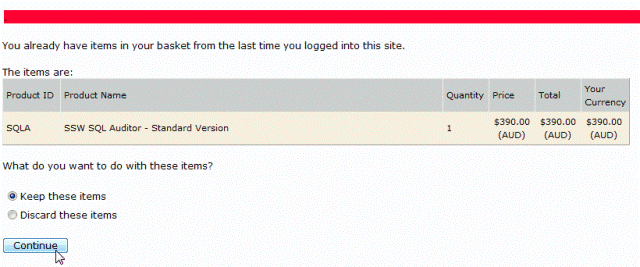 You already have items in your basket from the last time you logged into this site.
The items are:
Product ID Product Name Quantity Price Total Your Currency
SQLA SSW SQL Auditor - Standard Version 1 $390.00 (AUD) $390.00 (AUD) $390.00 (AUD)
What do you want to do with these items?
Keep these items
Discard these items
Continue